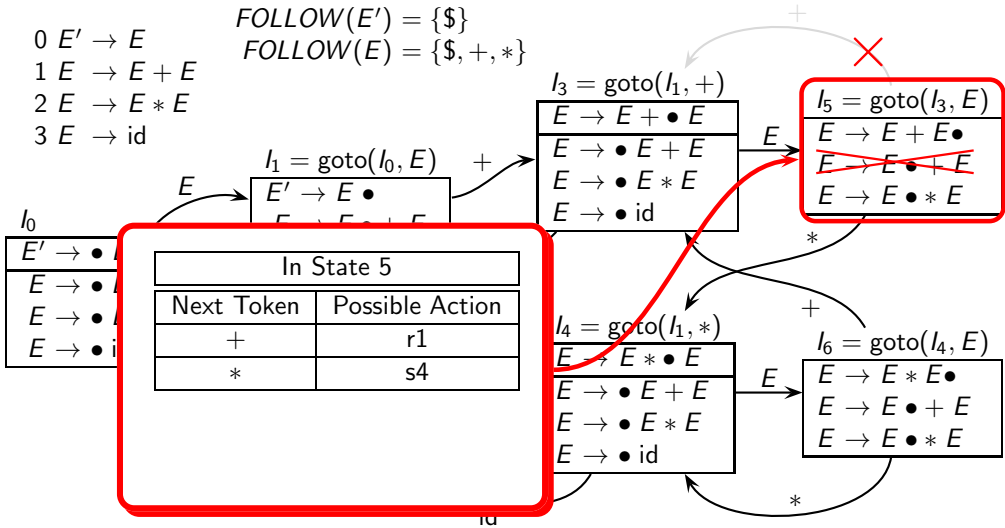 0 E′ → E
1 E → E + E
2 E → E ∗ E
3 E → id
FOLLOW(E′) = {$}
FOLLOW(E) = {$, +, ∗}
I0
E′ → ●
E → ●
E → ●
E → ●
E
I1 = goto(I0, E)
E′ → E ●
E → E ● + E
+
I3 = goto(I1, +)
E → E + ● E
E → ● E + E
E → ● E ∗ E
E → ● id
E
+
I5 = goto(I3, E)
E → E + E●
E → E ● + E
E → E ● ∗ E
∗
+
In State 5
Next Token Possible Action
+ r1
∗ s4
I4 = goto(I1, ∗)
E → E ∗ ● E
E → ● E + E
E → ● E ∗ E
E → ● id
E
I6 = goto(I4, E)
E → E ∗ E●
E → E ● + E
E → E ● ∗ E
∗
id